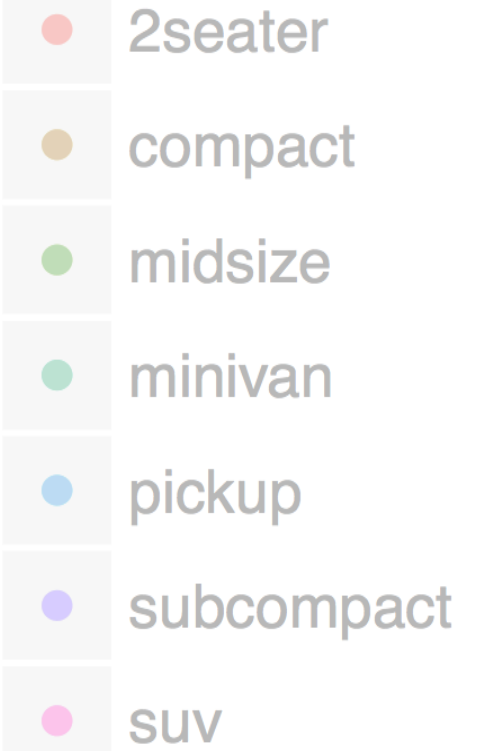 2seater
compact
midsize
minivan
pickup
subcompact
suv